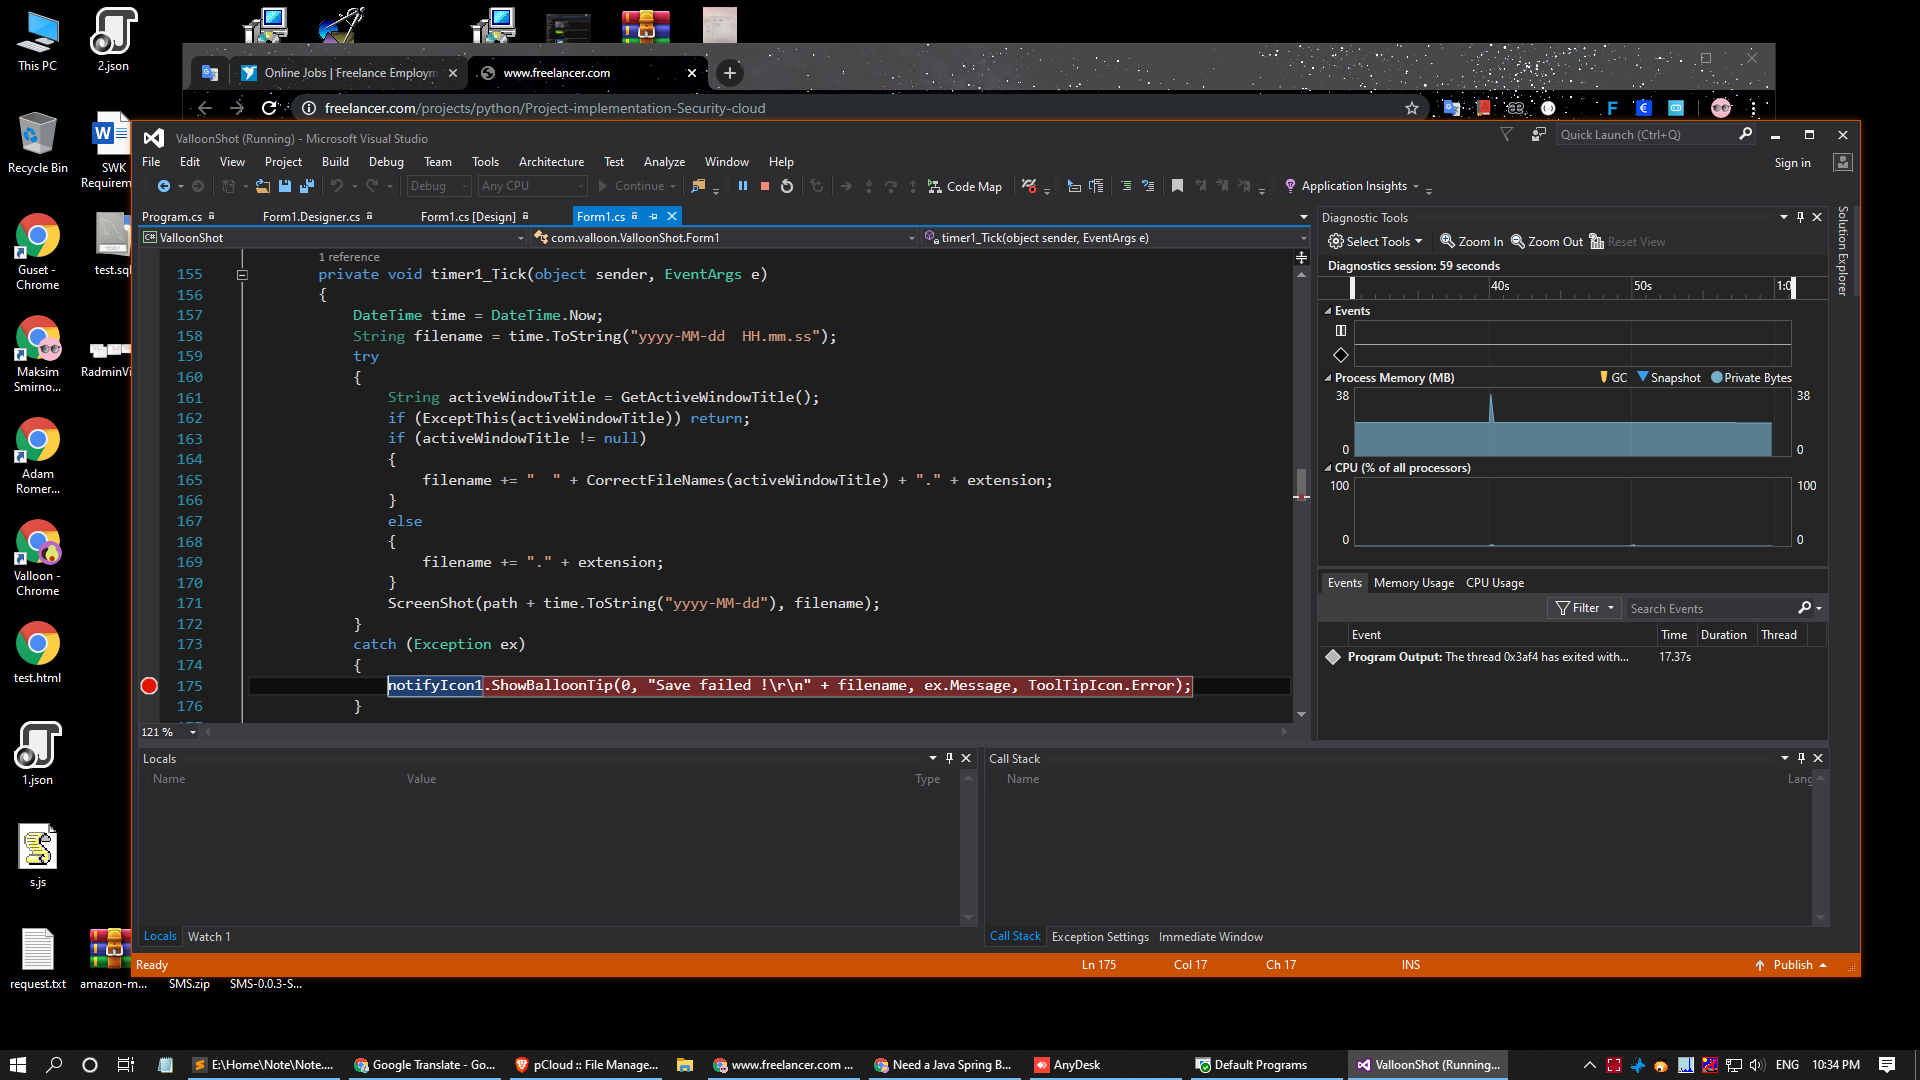 This PC
2.json
Recycle Bin
SWK
Requirem...
Guset -
Chrome
test.sql
Maksim
Smirno...
RadminVi
Adam
Romer...
Valloon -
Chrome
test.html
1.json
s.js
request.txt
amazon-m...
SMS.zip
SMS-0.0.3-S...
Online Jobs | Freelance Employm
www.freelancer.com
freelancer.com/projects/python/Project-implementation-Security-cloud
ValloonShot (Running) - Microsoft Visual Studio
Quick Launch (Ctrl+Q)
File Edit View Project Build Debug Team Tools Architecture Test Analyze Window Help
Sign in
Debug
Any CPU
Continue
Code Map
Application Insights
Program.cs
Form1.Designer.cs
Form1.cs [Design]
Form1.cs
C# ValloonShot
com.valloon.ValloonShot.Form1
timer1_Tick(object sender, EventArgs e)
1 reference
155 private void timer1_Tick(object sender, EventArgs e)
156 {
157 DateTime time = DateTime.Now;
158 String filename = time.ToString("yyyy-MM-dd  HH.mm.ss");
159 try
160 {
161 String activeWindowTitle = GetActiveWindowTitle();
162 if (ExceptThis(activeWindowTitle)) return;
163 if (activeWindowTitle != null)
164 {
165 filename += "  " + CorrectFileNames(activeWindowTitle) + "." + extension;
166 }
167 else
168 {
169 filename += "." + extension;
170 }
171 ScreenShot(path + time.ToString("yyyy-MM-dd"), filename);
172 }
173 catch (Exception ex)
174 {
175 notifyIcon1.ShowBalloonTip(0, "Save failed !\r\n" + filename, ex.Message, ToolTipIcon.Error);
176 }
121 %
Diagnostic Tools
Select Tools
Zoom In
Zoom Out
Reset View
Diagnostics session: 59 seconds
40s
50s
1:0
Events
Process Memory (MB)
GC
Snapshot
Private Bytes
38
38
0
0
CPU (% of all processors)
100
100
0
0
Events
Memory Usage
CPU Usage
Filter
Search Events
Event
Time
Duration
Thread
Program Output: The thread 0x3af4 has exited with...
17.37s
Solution Explorer
Locals
Name
Value
Type
Locals
Watch 1
Call Stack
Name
Lang
Call Stack
Exception Settings
Immediate Window
Ready
Ln 175
Col 17
Ch 17
INS
Publish
E:\Home\Note\Note....
Google Translate - Go...
pCloud :: File Manage...
www.freelancer.com ...
Need a Java Spring B...
AnyDesk
Default Programs
ValloonShot (Running...
ENG
10:34 PM